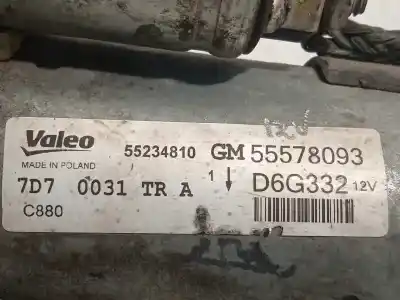 Valeo
MADE IN POLAND
55234810 GM 55578093
7D7 0031 TR A 1 D6G332 12V
C880